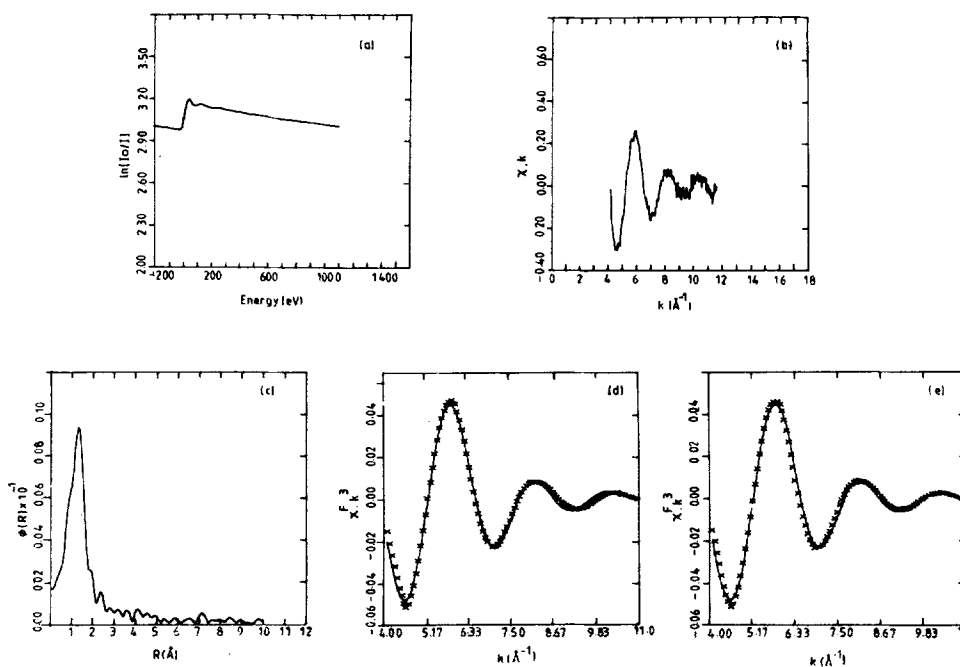 (a)
3.50
3.20
2.90
2.60
2.30
2.00
ln[Io/I]
-200 200 600 1000 1400
Energy(eV)
(b)
0.60
0.40
0.20
0.00
0.20
-0.40
χ.k
0 2 4 6 8 10 12 14 16 18
k(Å⁻¹)
(c)
0.10
0.08
0.06
0.04
0.02
0.00
ø(R)×10⁻¹
1 2 3 4 5 6 7 8 9 10 12
R(Å)
(d)
0.04
0.02
0.00
-0.02
-0.04
-0.06
χᶠ.k³
4.00 5.17 6.33 7.50 8.67 9.83 11.0
k(Å⁻¹)
(e)
0.04
0.02
0.00
-0.02
-0.04
-0.06
χᶠ.k³
4.00 5.17 6.33 7.50 8.67 9.83
k(Å⁻¹)